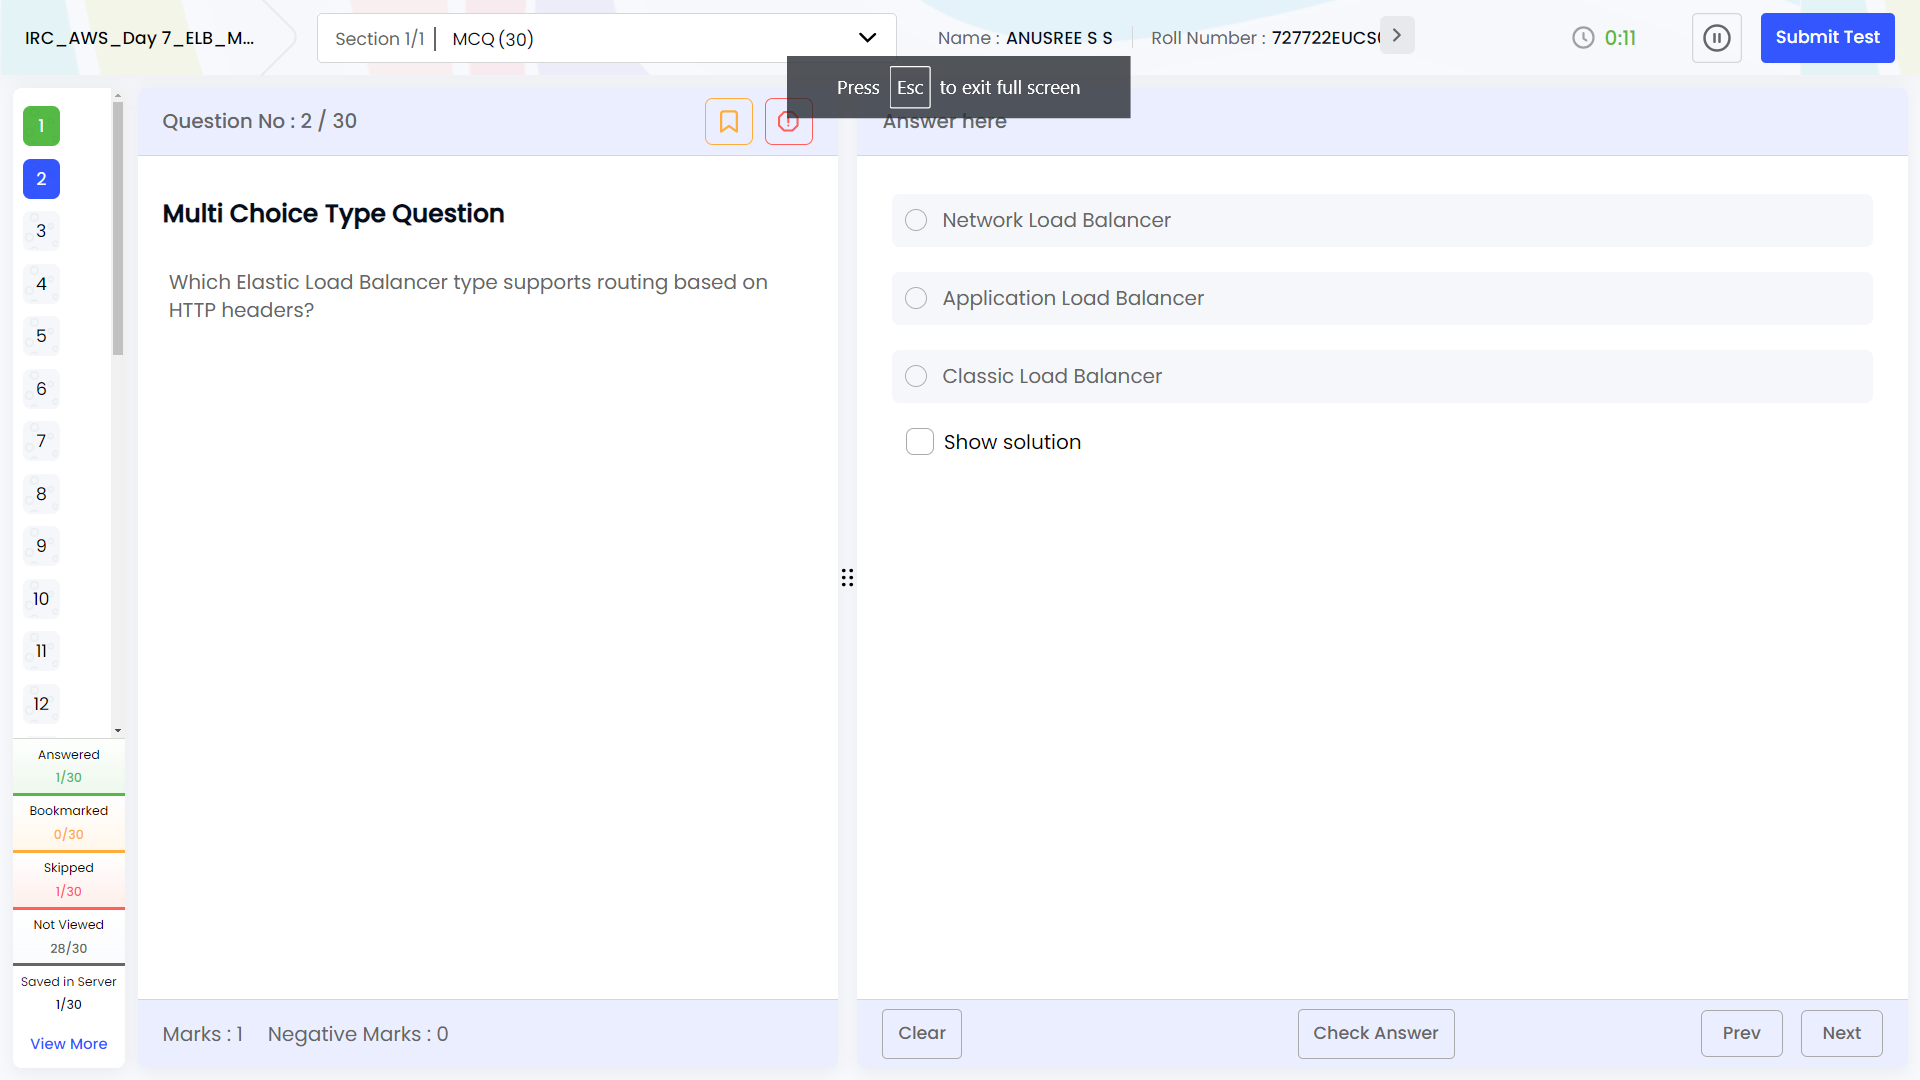 IRC_AWS_Day 7_ELB_M...
Section 1/1 | MCQ (30)
Name : ANUSREE S S
Roll Number : 727722EUCS
0:11
Submit Test
Press Esc to exit full screen
1
2
3
4
5
6
7
8
9
10
11
12
Answered
1/30
Bookmarked
0/30
Skipped
1/30
Not Viewed
28/30
Saved in Server
1/30
View More
Question No : 2 / 30
Multi Choice Type Question
Which Elastic Load Balancer type supports routing based on
HTTP headers?
Marks : 1 Negative Marks : 0
Answer here
Network Load Balancer
Application Load Balancer
Classic Load Balancer
Show solution
Clear
Check Answer
Prev
Next